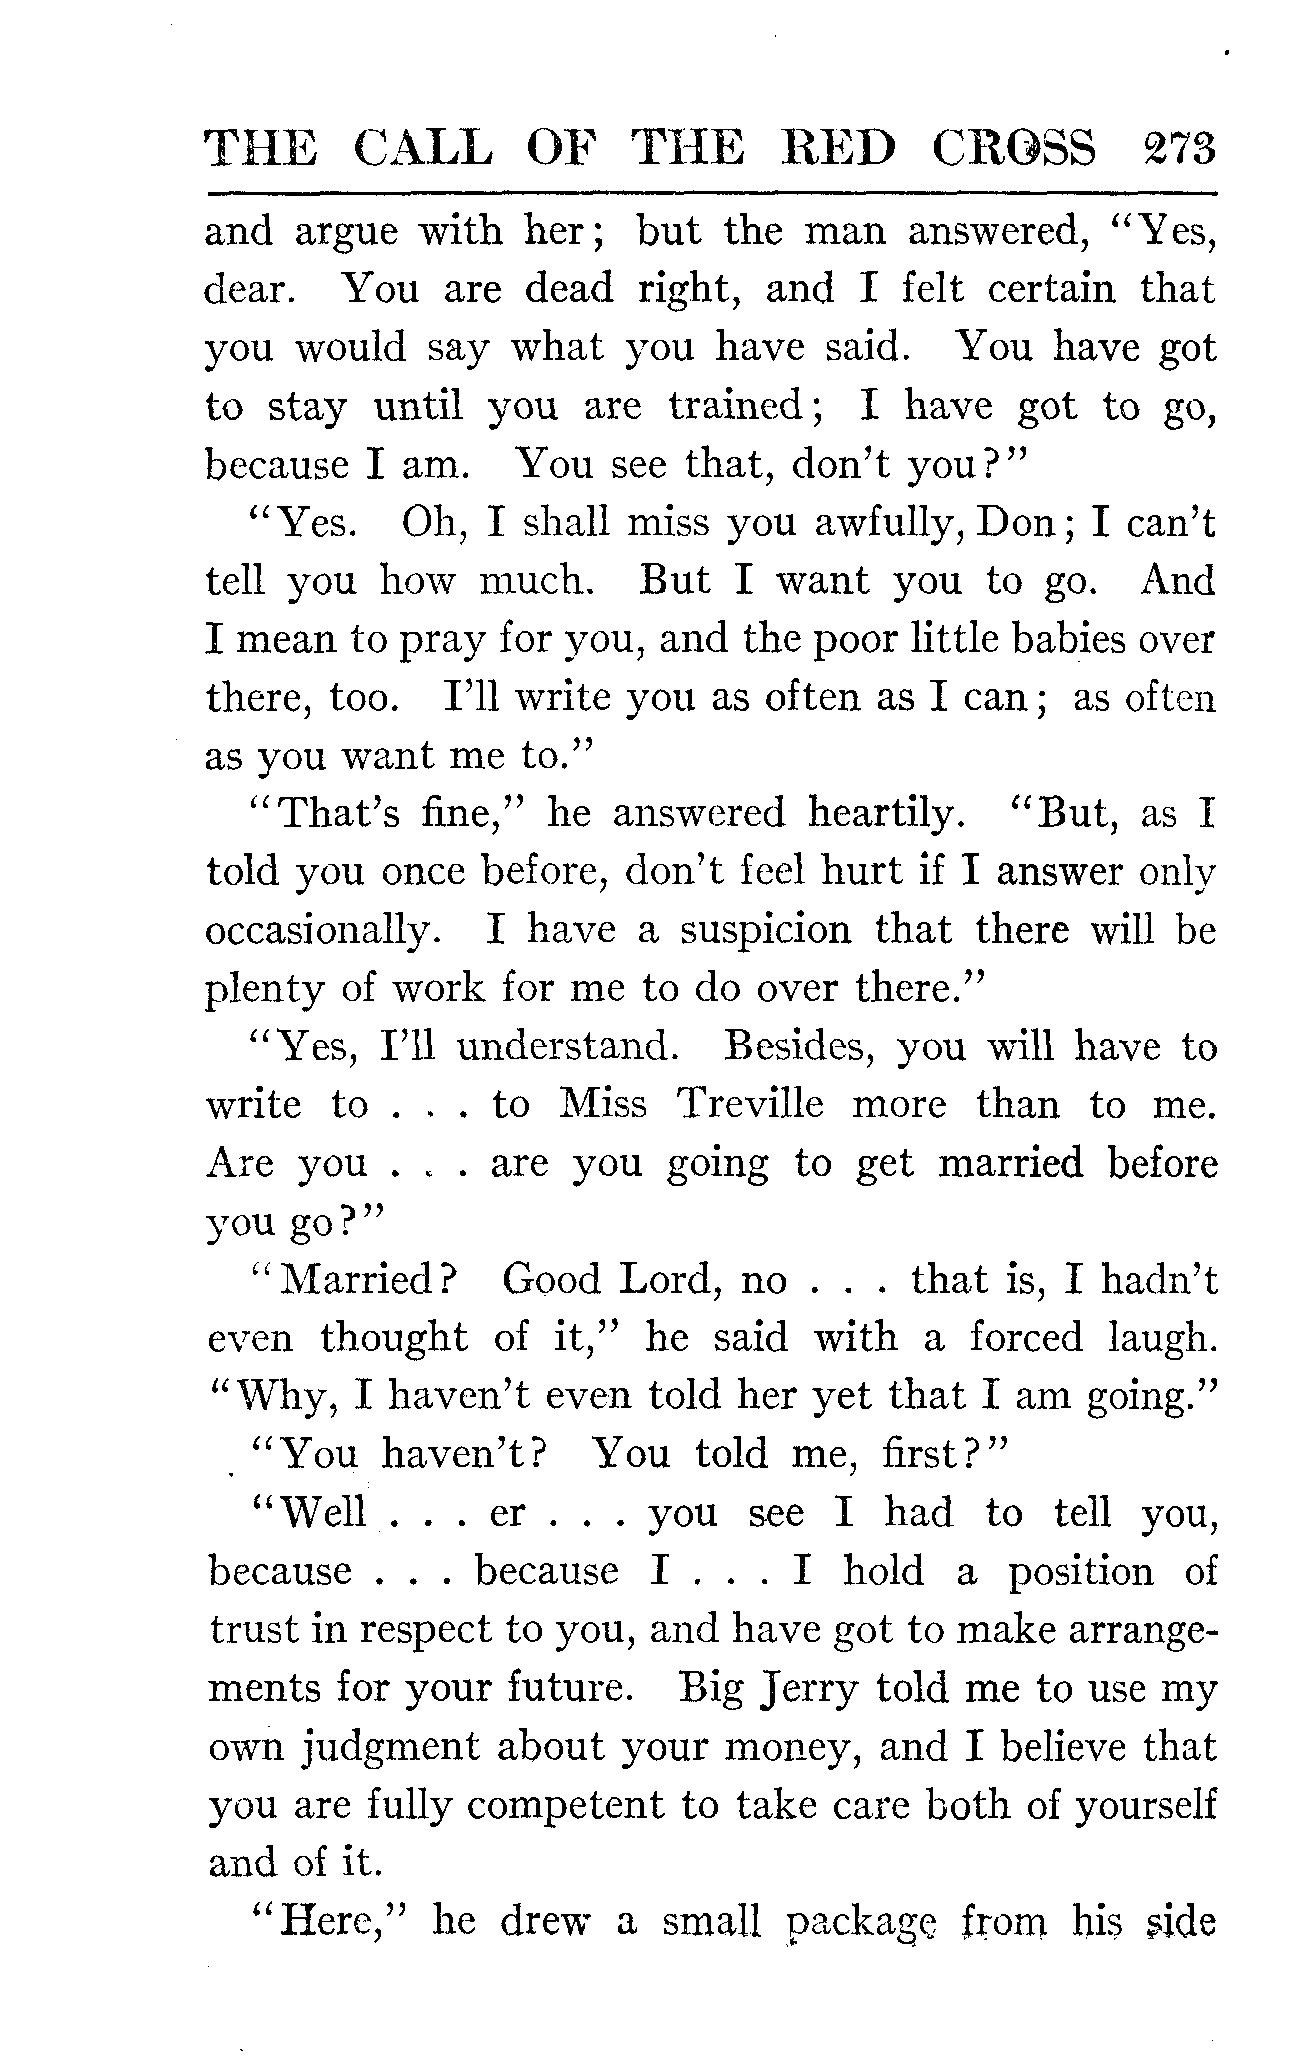 THE CALL OF THE RED CROSS 273
and argue with her; but the man answered, "Yes,
dear. You are dead right, and I felt certain that
you would say what you have said. You have got
to stay until you are trained; I have got to go,
because I am. You see that, don't you?"
"Yes. Oh, I shall miss you awfully, Don; I can't
tell you how much. But I want you to go. And
I mean to pray for you, and the poor little babies over
there, too. I'll write you as often as I can; as often
as you want me to."
"That's fine," he answered heartily. "But, as I
told you once before, don't feel hurt if I answer only
occasionally. I have a suspicion that there will be
plenty of work for me to do over there."
"Yes, I'll understand. Besides, you will have to
write to . . . to Miss Treville more than to me.
Are you . . . are you going to get married before
you go?"
"Married? Good Lord, no . . . that is, I hadn't
even thought of it," he said with a forced laugh.
"Why, I haven't even told her yet that I am going."
"You haven't? You told me, first?"
"Well . . . er . . . you see I had to tell you,
because . . . because I . . . I hold a position of
trust in respect to you, and have got to make arrange-
ments for your future. Big Jerry told me to use my
own judgment about your money, and I believe that
you are fully competent to take care both of yourself
and of it.
"Here," he drew a small package from his side